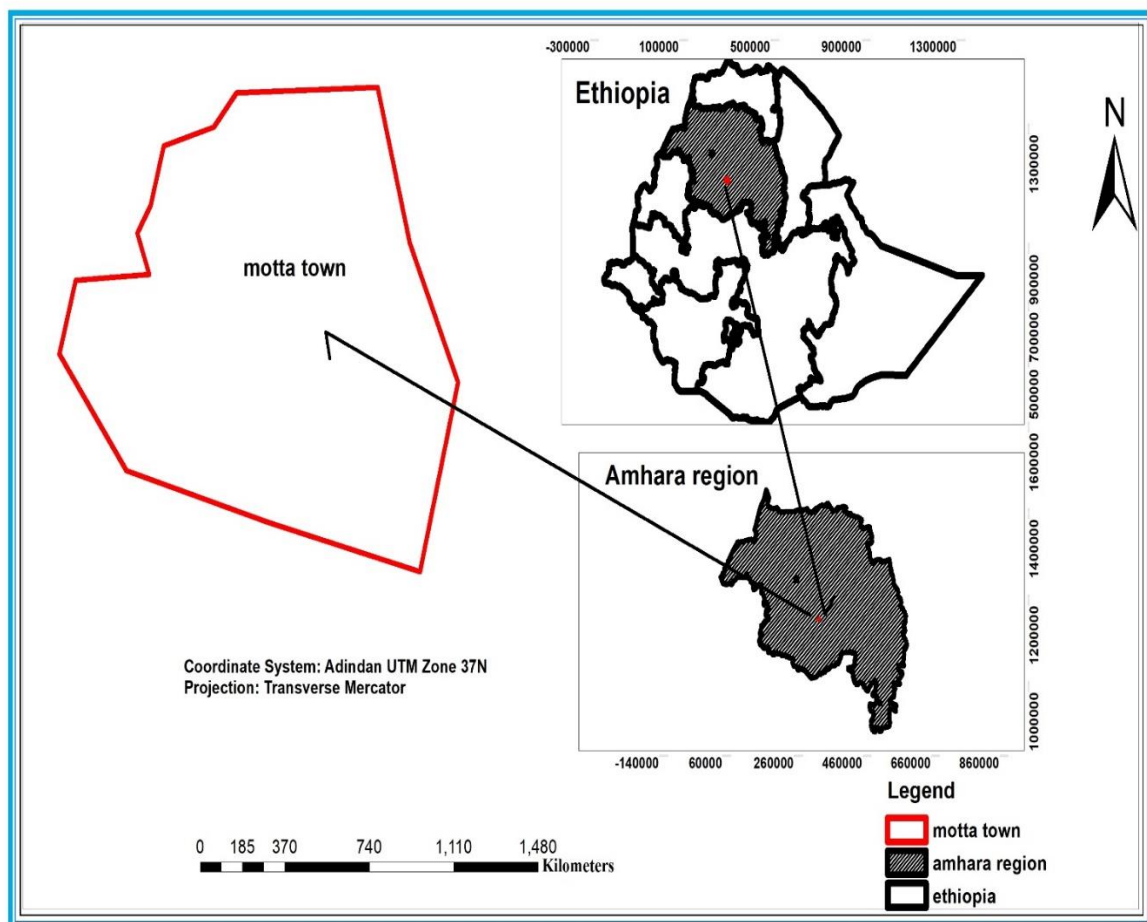 -300000 100000 500000 900000 1300000
Ethiopia
N
1300000
900000
700000
500000
motta town
Amhara region
1600000
1400000
1200000
1000000
-140000 60000 260000 460000 660000 860000
Coordinate System: Adindan UTM Zone 37N
Projection: Transverse Mercator
0 185 370 740 1,110 1,480
Kilometers
Legend
motta town
amhara region
ethiopia